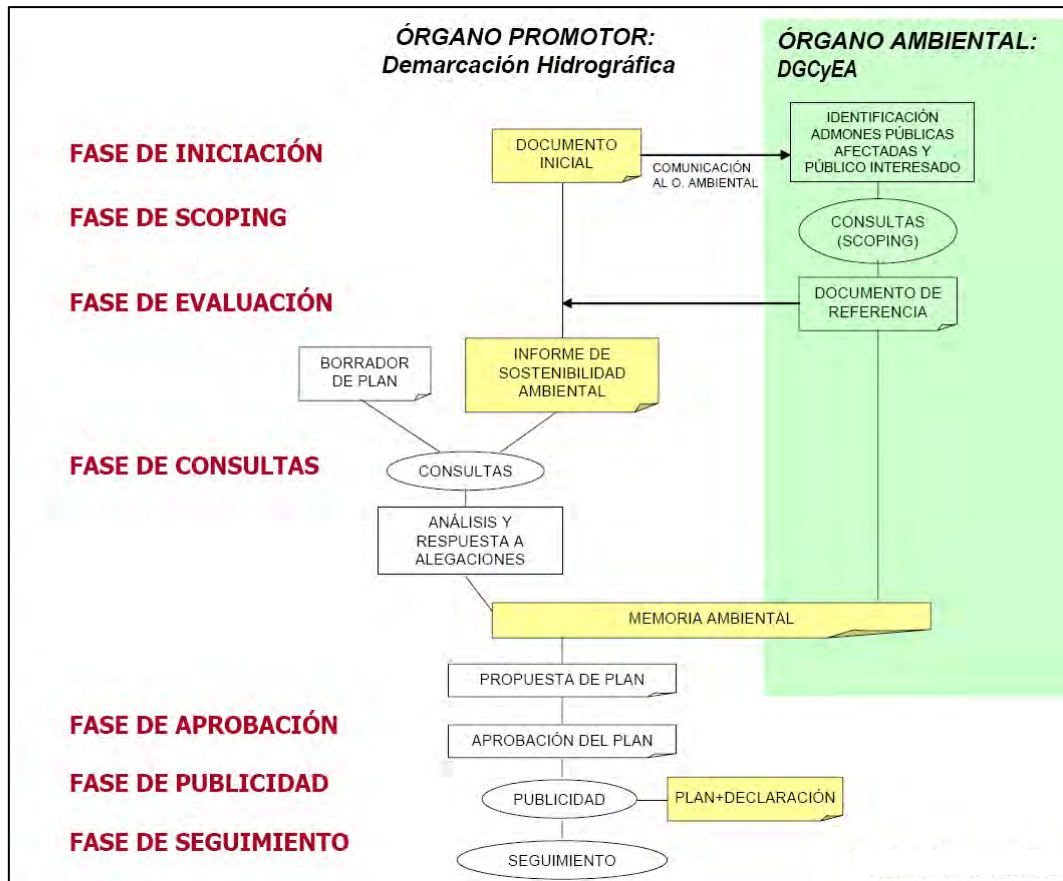 ÓRGANO PROMOTOR:
Demarcación Hidrográfica
ÓRGANO AMBIENTAL:
DGCyEA
FASE DE INICIACIÓN
DOCUMENTO
INICIAL
COMUNICACIÓN
AL O. AMBIENTAL
IDENTIFICACIÓN
ADMONES PÚBLICAS
AFECTADAS Y
PÚBLICO INTERESADO
FASE DE SCOPING
CONSULTAS
(SCOPING)
FASE DE EVALUACIÓN
DOCUMENTO DE
REFERENCIA
BORRADOR
DE PLAN
INFORME DE
SOSTENIBILIDAD
AMBIENTAL
FASE DE CONSULTAS
CONSULTAS
ANÁLISIS Y
RESPUESTA A
ALEGACIONES
MEMORIA AMBIENTAL
PROPUESTA DE PLAN
FASE DE APROBACIÓN
APROBACIÓN DEL PLAN
FASE DE PUBLICIDAD
PUBLICIDAD
PLAN+DECLARACIÓN
FASE DE SEGUIMIENTO
SEGUIMIENTO